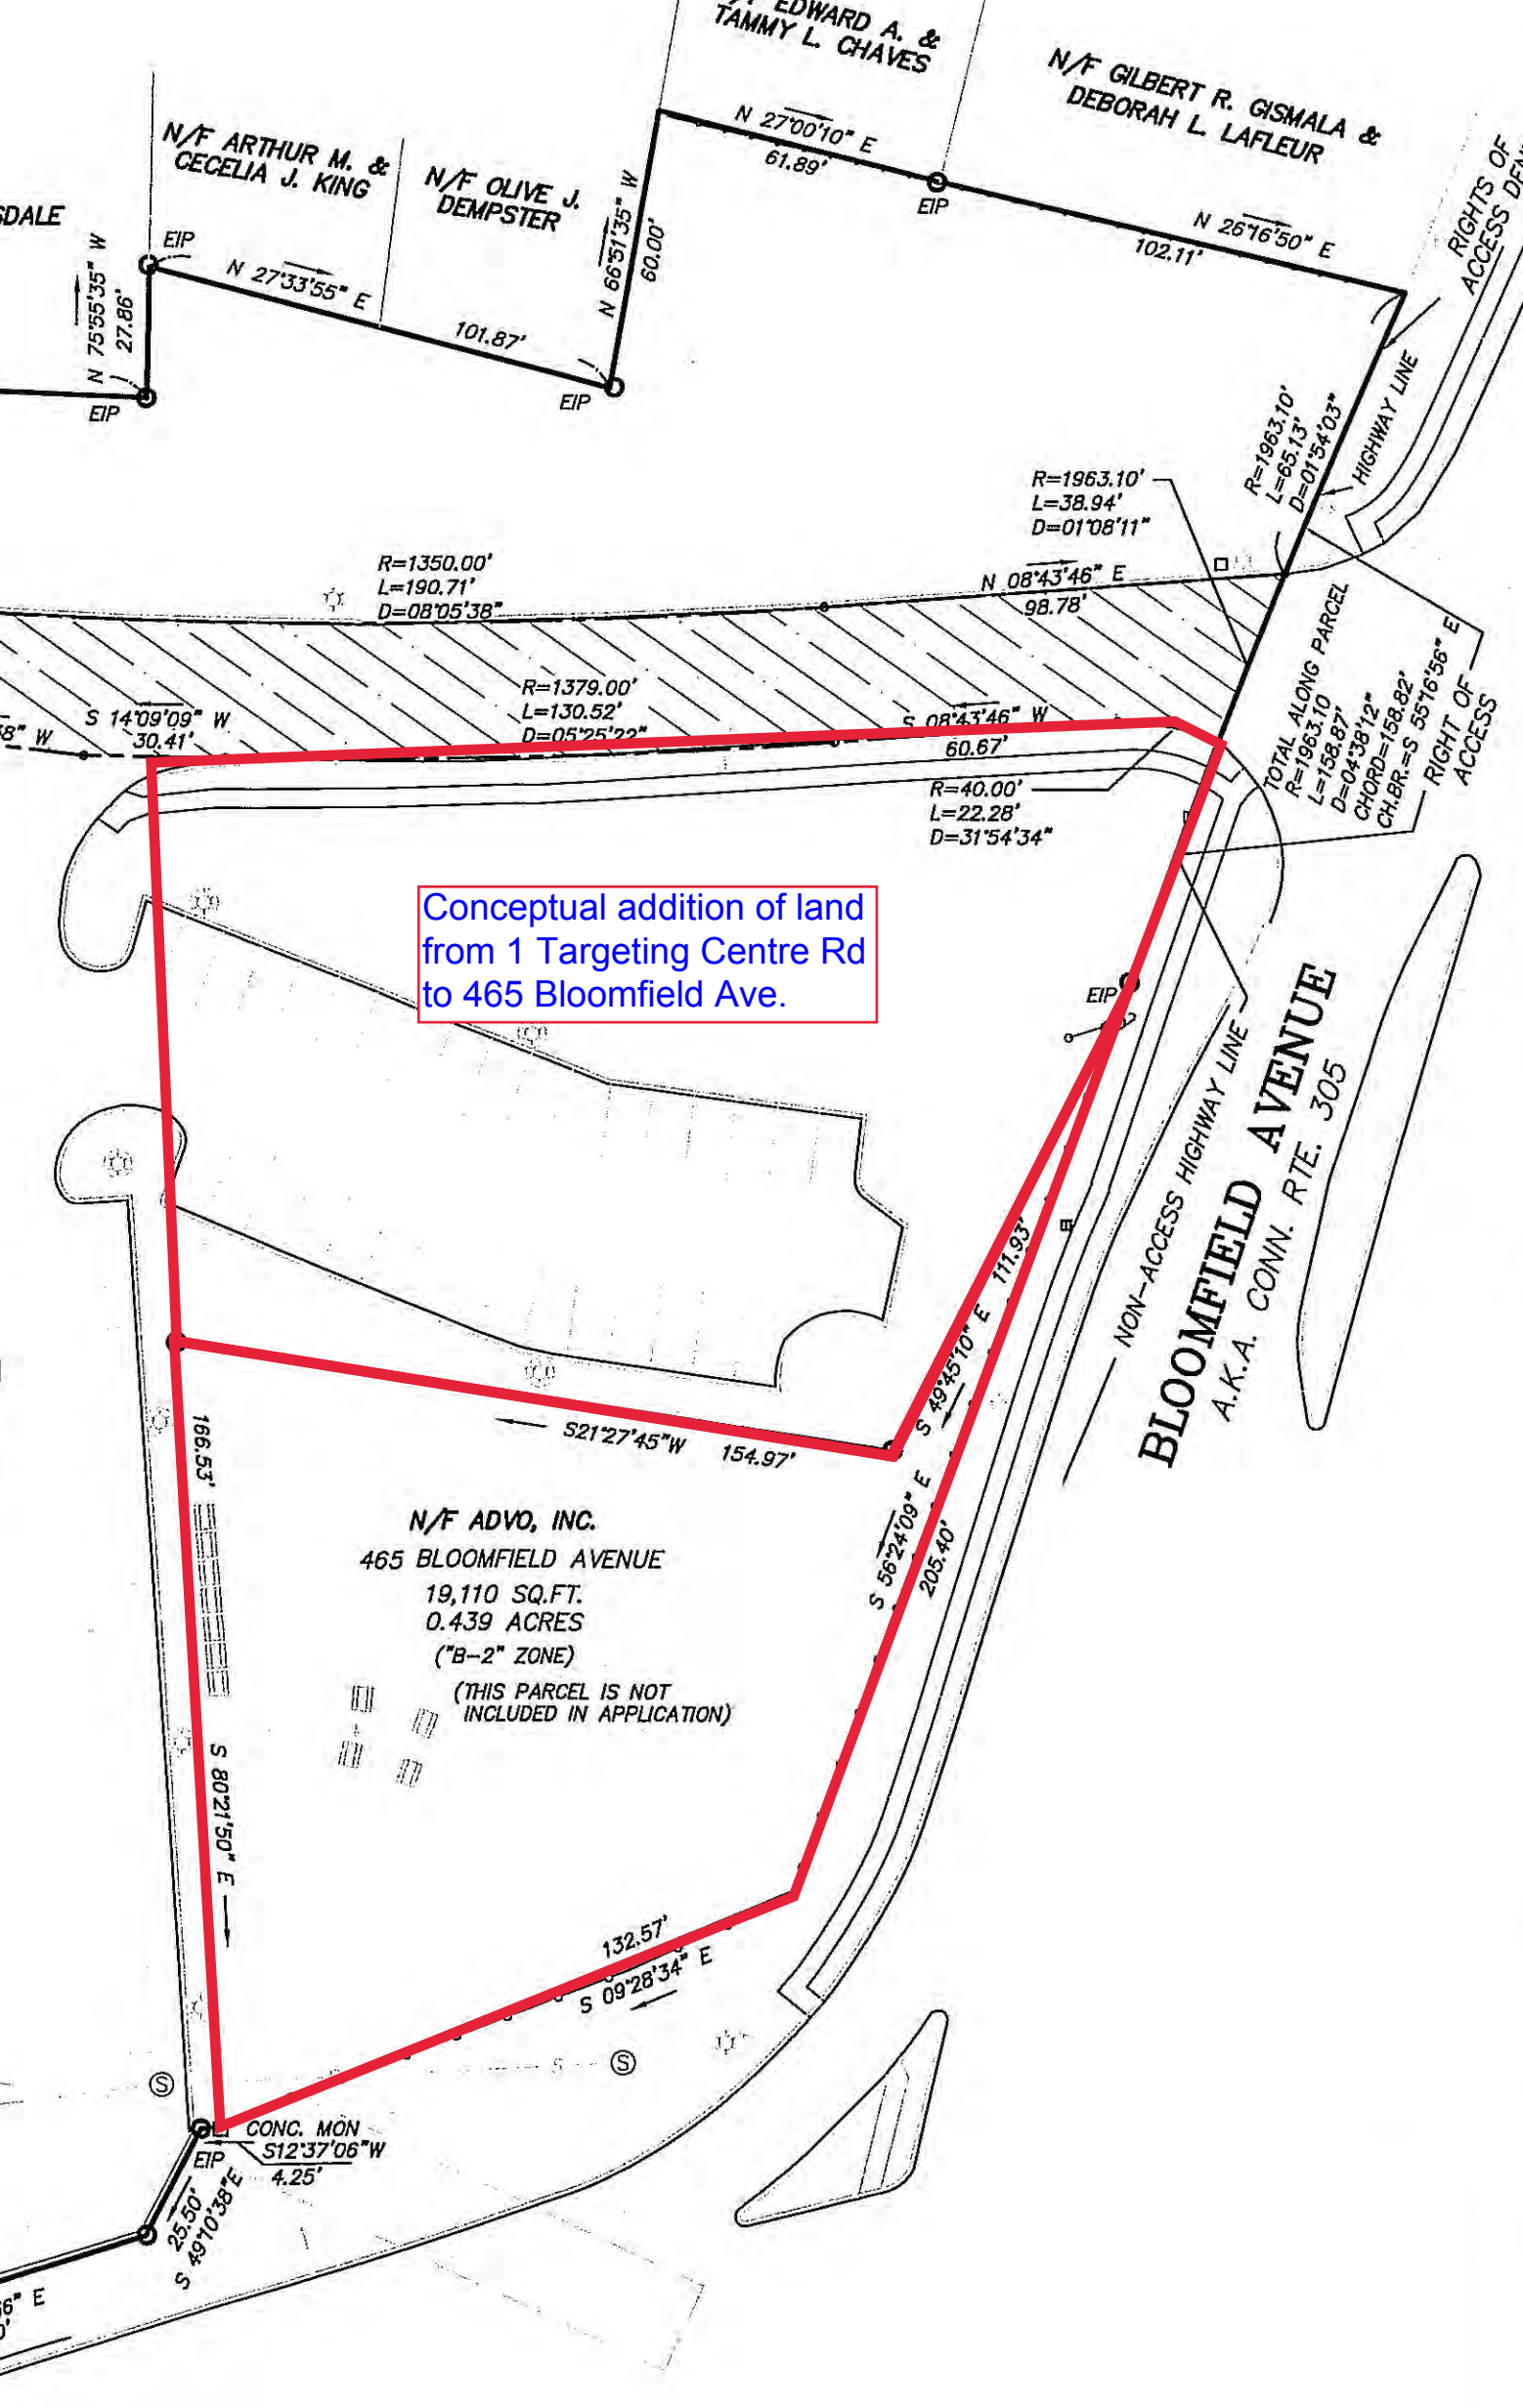 EDWARD A. &
TAMMY L. CHAVES
N/F GILBERT R. GISMALA &
DEBORAH L. LAFLEUR
N/F ARTHUR M. &
CECELIA J. KING
N/F OLIVE J.
DEMPSTER
SDALE
N 27°00'10" E
61.89'
EIP
N 26°16'50" E
102.11'
RIGHTS OF
ACCESS
EIP
N 75°55'35" W
27.86'
EIP
N 27°33'55" E
101.87'
EIP
N 66°51'35" W
60.00'
R=1963.10'
L=65.13'
D=01°54'03"
HIGHWAY LINE
R=1963.10'
L=38.94'
D=01°08'11"
R=1350.00'
L=190.71'
D=08°05'38"
N 08°43'46" E
98.78'
R=1379.00'
L=130.52'
D=05°25'22"
S 14°09'09" W
30.41'
8" W
S 08°43'46" W
60.67'
R=40.00'
L=22.28'
D=31°54'34"
TOTAL ALONG PARCEL
R=1963.10
L=158.87'
D=04°38'12"
CHORD=158.82'
CH.BR.=S 55°16'56" E
RIGHT OF
ACCESS
Conceptual addition of land
from 1 Targeting Centre Rd
to 465 Bloomfield Ave.
EIP
NON-ACCESS HIGHWAY LINE
BLOOMFIELD AVENUE
A.K.A. CONN. RTE. 305
S 49°45'10" E 111.93'
S21°27'45"W 154.97'
S 56°24'09" E
205.40'
166.53'
S 80°21'50" E
N/F ADVO, INC.
465 BLOOMFIELD AVENUE
19,110 SQ.FT.
0.439 ACRES
("B-2" ZONE)
(THIS PARCEL IS NOT
INCLUDED IN APPLICATION)
132.57'
S 09°28'34" E
S
S
S
CONC. MON
EIP
S12°37'06"W
4.25'
25.50'
S 49°10'38"E
6" E